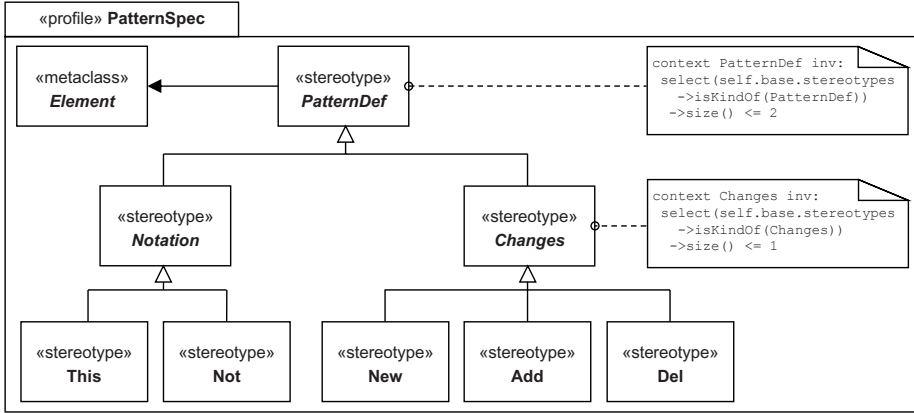 «profile» PatternSpec
«metaclass»
Element
«stereotype»
PatternDef
context PatternDef inv:
select(self.base.stereotypes
->isKindOf(PatternDef))
->size() <= 2
«stereotype»
Notation
«stereotype»
Changes
context Changes inv:
select(self.base.stereotypes
->isKindOf(Changes))
->size() <= 1
«stereotype»
This
«stereotype»
Not
«stereotype»
New
«stereotype»
Add
«stereotype»
Del